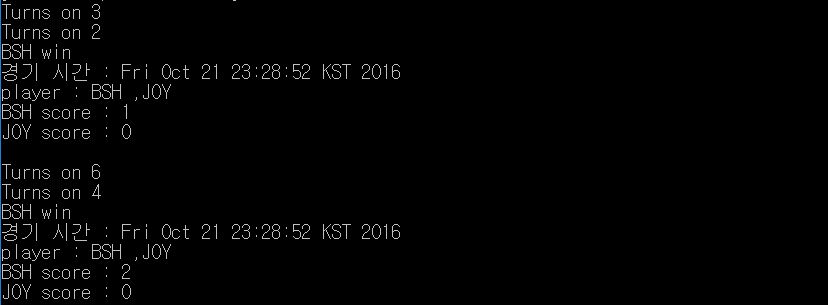 Turns on 3
Turns on 2
BSH win
경기 시간 : Fri Oct 21 23:28:52 KST 2016
player : BSH ,JOY
BSH score : 1
JOY score : 0
Turns on 6
Turns on 4
BSH win
경기 시간 : Fri Oct 21 23:28:52 KST 2016
player : BSH ,JOY
BSH score : 2
JOY score : 0